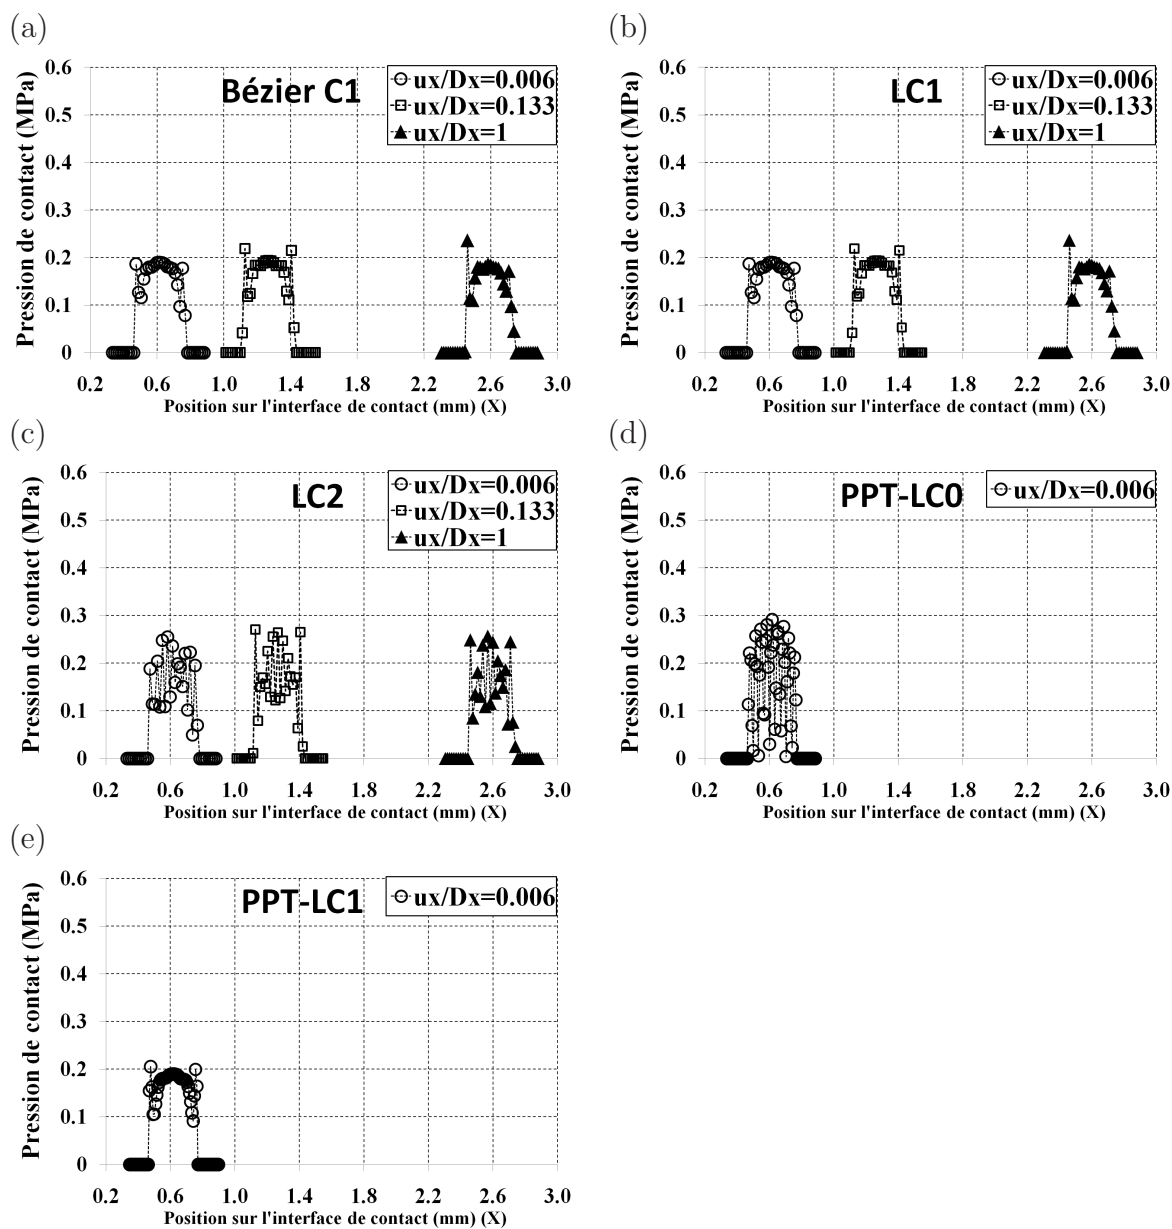 (a)
Bézier C1
ux/Dx=0.006
ux/Dx=0.133
ux/Dx=1
Pression de contact (MPa)
0.6
0.5
0.4
0.3
0.2
0.1
0
0.2 0.6 1.0 1.4 1.8 2.2 2.6 3.0
Position sur l'interface de contact (mm) (X)
(b)
LC1
ux/Dx=0.006
ux/Dx=0.133
ux/Dx=1
Pression de contact (MPa)
0.6
0.5
0.4
0.3
0.2
0.1
0
0.2 0.6 1.0 1.4 1.8 2.2 2.6 3.0
Position sur l'interface de contact (mm) (X)
(c)
LC2
ux/Dx=0.006
ux/Dx=0.133
ux/Dx=1
Pression de contact (MPa)
0.6
0.5
0.4
0.3
0.2
0.1
0
0.2 0.6 1.0 1.4 1.8 2.2 2.6 3.0
Position sur l'interface de contact (mm) (X)
(d)
PPT-LC0
ux/Dx=0.006
Pression de contact (MPa)
0.6
0.5
0.4
0.3
0.2
0.1
0
0.2 0.6 1.0 1.4 1.8 2.2 2.6 3.0
Position sur l'interface de contact (mm) (X)
(e)
PPT-LC1
ux/Dx=0.006
Pression de contact (MPa)
0.6
0.5
0.4
0.3
0.2
0.1
0
0.2 0.6 1.0 1.4 1.8 2.2 2.6 3.0
Position sur l'interface de contact (mm) (X)